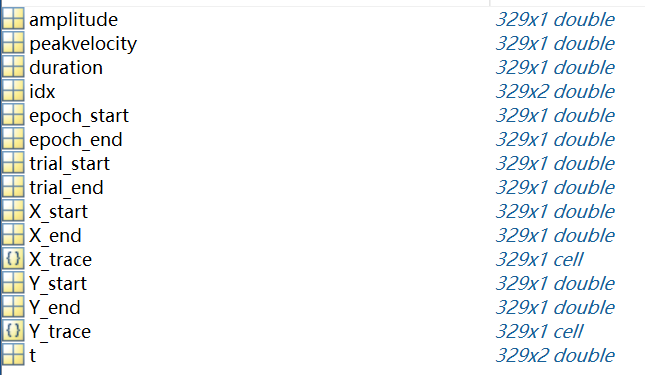 amplitude 329x1 double
peakvelocity 329x1 double
duration 329x1 double
idx 329x2 double
epoch_start 329x1 double
epoch_end 329x1 double
trial_start 329x1 double
trial_end 329x1 double
X_start 329x1 double
X_end 329x1 double
{} X_trace 329x1 cell
Y_start 329x1 double
Y_end 329x1 double
{} Y_trace 329x1 cell
t 329x2 double